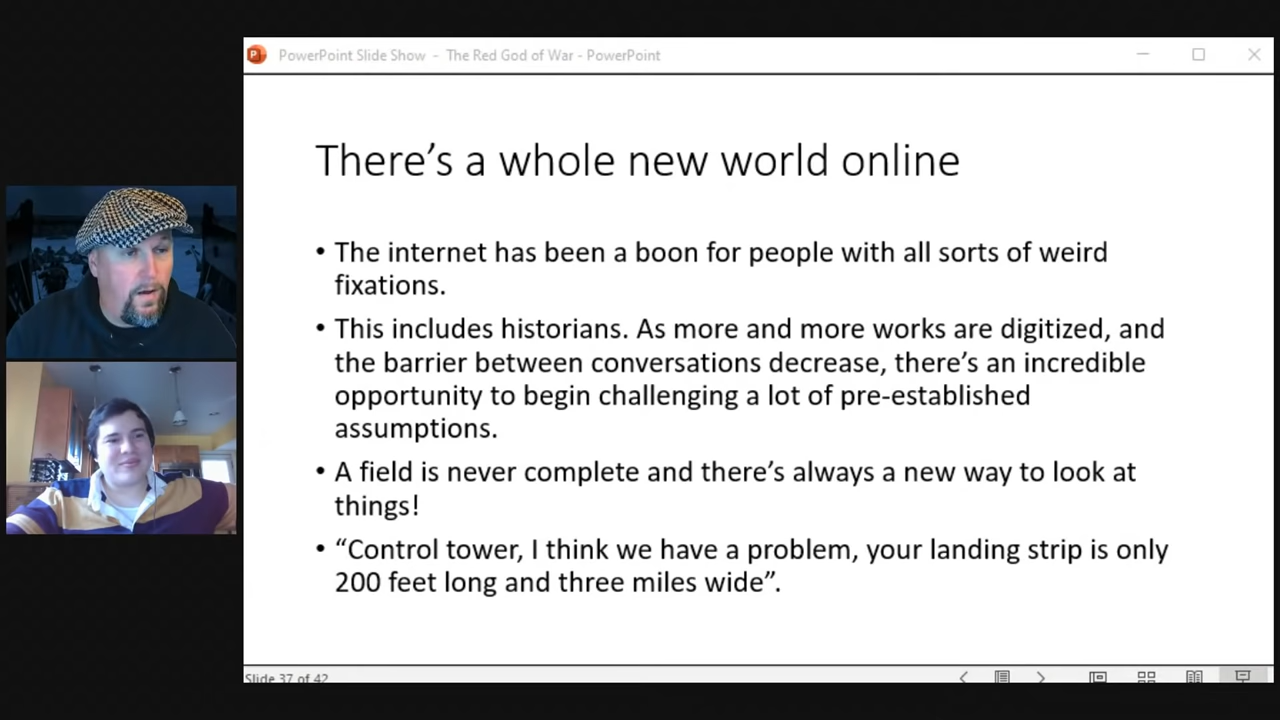 PowerPoint Slide Show - The Red God of War - PowerPoint
There’s a whole new world online
• The internet has been a boon for people with all sorts of weird
fixations.
• This includes historians. As more and more works are digitized, and
the barrier between conversations decrease, there’s an incredible
opportunity to begin challenging a lot of pre-established
assumptions.
• A field is never complete and there’s always a new way to look at
things!
• “Control tower, I think we have a problem, your landing strip is only
200 feet long and three miles wide”.
Slide 37 of 42